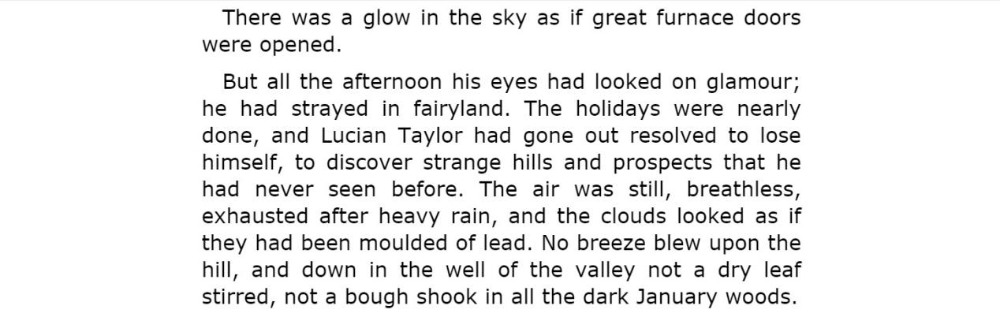 There was a glow in the sky as if great furnace doors
were opened.
But all the afternoon his eyes had looked on glamour;
he had strayed in fairyland. The holidays were nearly
done, and Lucian Taylor had gone out resolved to lose
himself, to discover strange hills and prospects that he
had never seen before. The air was still, breathless,
exhausted after heavy rain, and the clouds looked as if
they had been moulded of lead. No breeze blew upon the
hill, and down in the well of the valley not a dry leaf
stirred, not a bough shook in all the dark January woods.